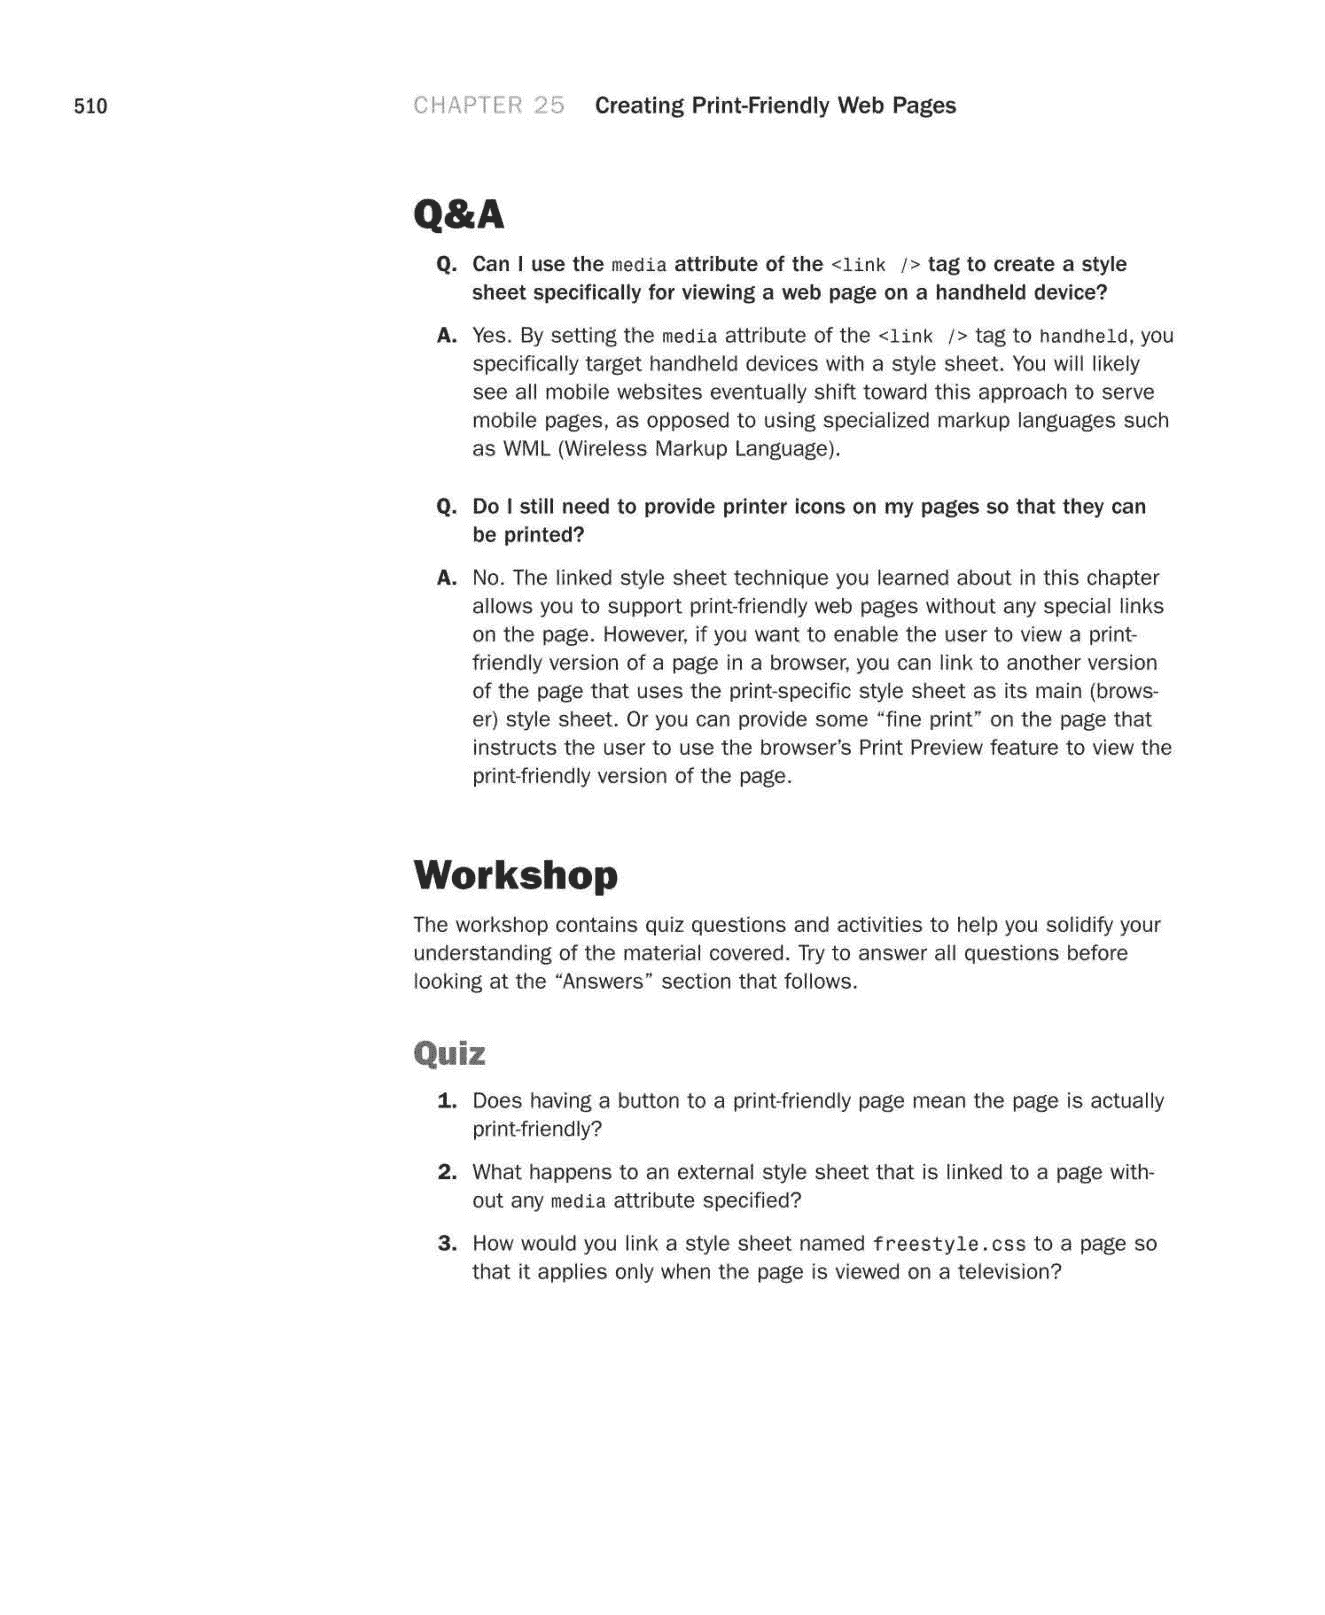 510
CHAPTER 25 Creating Print-Friendly Web Pages
Q&A
Q. Can I use the media attribute of the <link /> tag to create a style
sheet specifically for viewing a web page on a handheld device?
A. Yes. By setting the media attribute of the <link /> tag to handheld, you
specifically target handheld devices with a style sheet. You will likely
see all mobile websites eventually shift toward this approach to serve
mobile pages, as opposed to using specialized markup languages such
as WML (Wireless Markup Language).
Q. Do I still need to provide printer icons on my pages so that they can
be printed?
A. No. The linked style sheet technique you learned about in this chapter
allows you to support print-friendly web pages without any special links
on the page. However, if you want to enable the user to view a print-
friendly version of a page in a browser, you can link to another version
of the page that uses the print-specific style sheet as its main (brows-
er) style sheet. Or you can provide some “fine print” on the page that
instructs the user to use the browser’s Print Preview feature to view the
print-friendly version of the page.
Workshop
The workshop contains quiz questions and activities to help you solidify your
understanding of the material covered. Try to answer all questions before
looking at the “Answers” section that follows.
Quiz
1. Does having a button to a print-friendly page mean the page is actually
print-friendly?
2. What happens to an external style sheet that is linked to a page with-
out any media attribute specified?
3. How would you link a style sheet named freestyle.css to a page so
that it applies only when the page is viewed on a television?